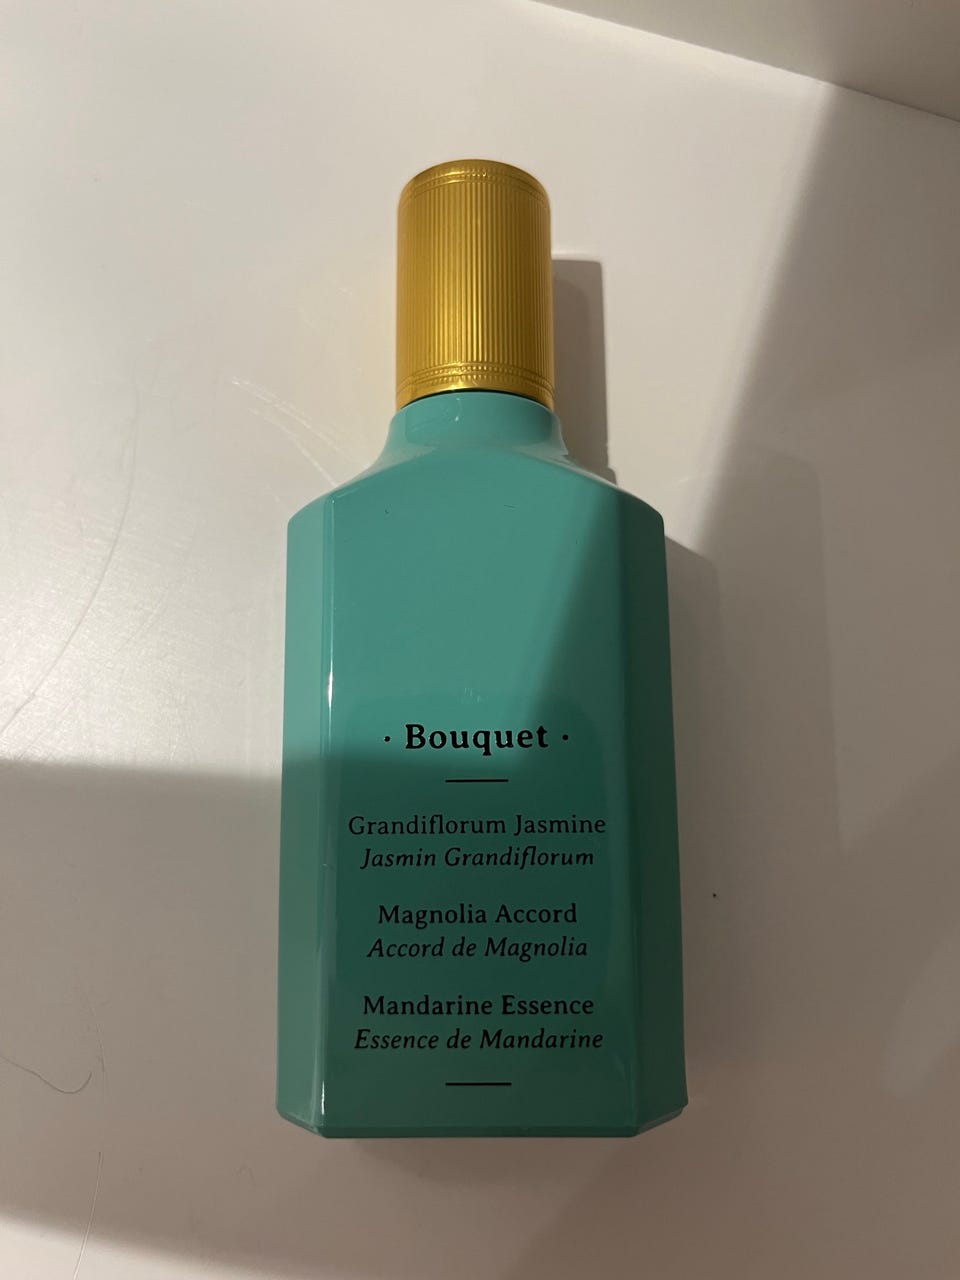 · Bouquet ·
Grandiflorum Jasmine
Jasmin Grandiflorum
Magnolia Accord
Accord de Magnolia
Mandarine Essence
Essence de Mandarine